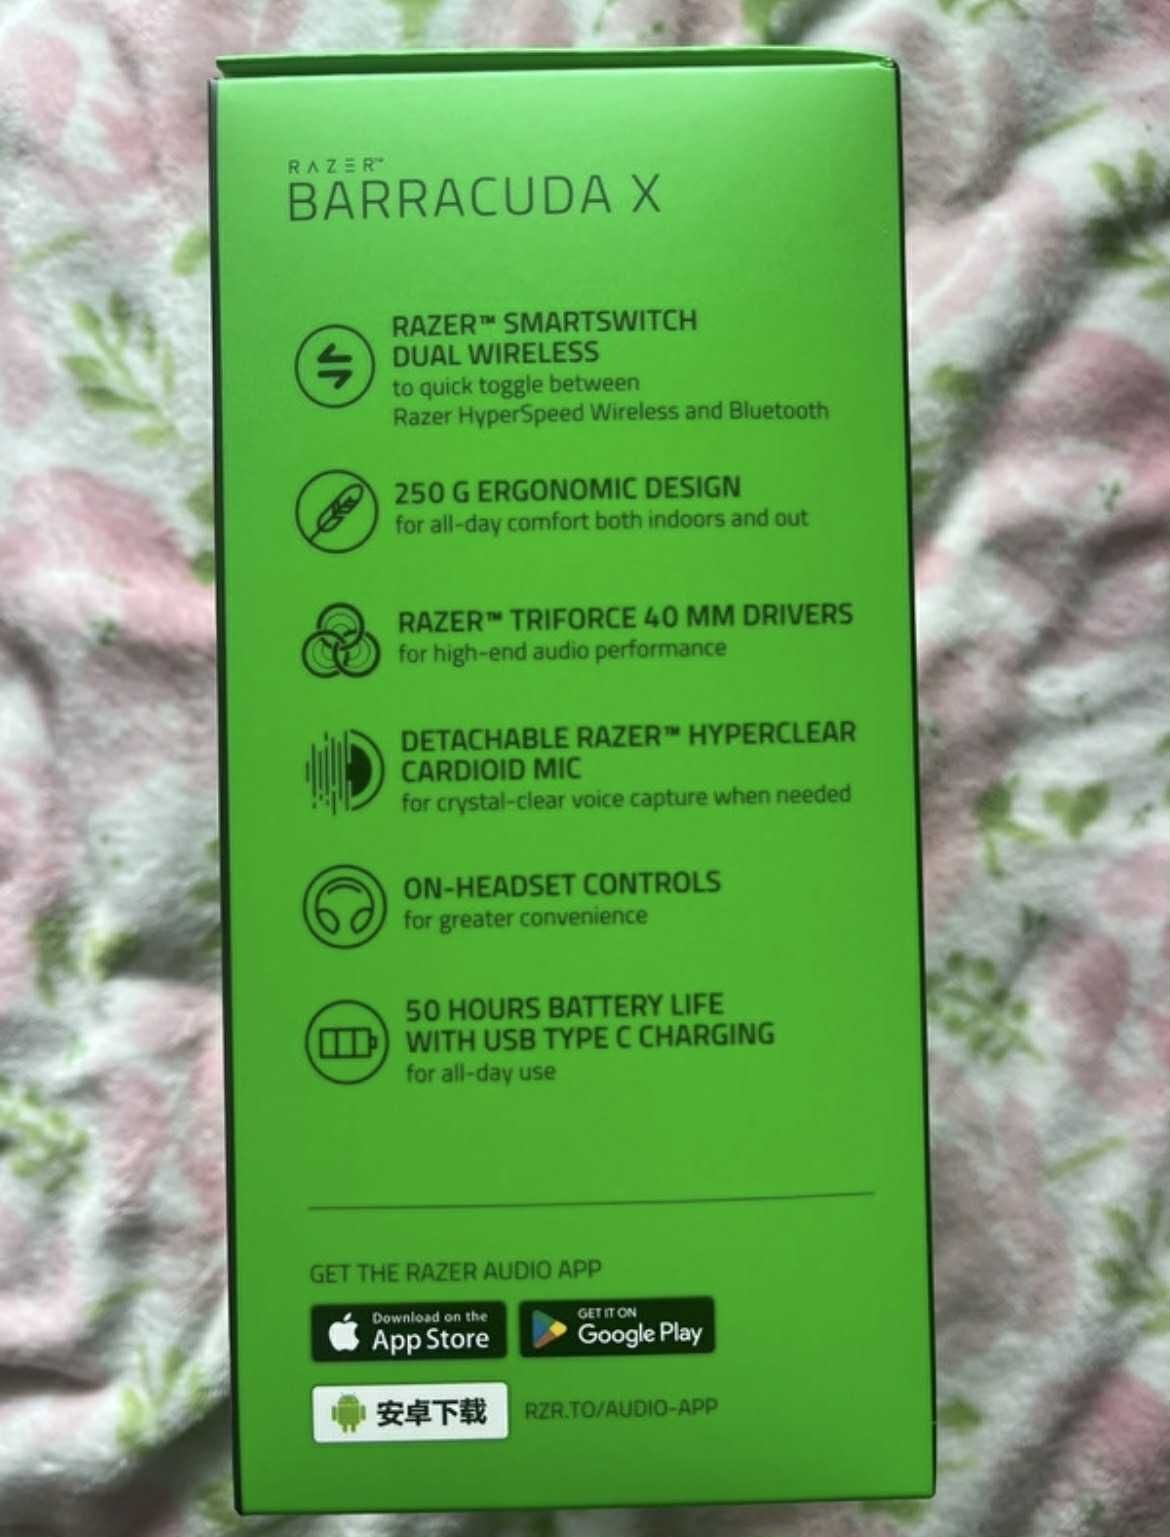 RAZER™
BARRACUDA X
RAZER™ SMARTSWITCH
DUAL WIRELESS
to quick toggle between
Razer HyperSpeed Wireless and Bluetooth
250 G ERGONOMIC DESIGN
for all-day comfort both indoors and out
RAZER™ TRIFORCE 40 MM DRIVERS
for high-end audio performance
DETACHABLE RAZER™ HYPERCLEAR
CARDIOID MIC
for crystal-clear voice capture when needed
ON-HEADSET CONTROLS
for greater convenience
50 HOURS BATTERY LIFE
WITH USB TYPE C CHARGING
for all-day use
GET THE RAZER AUDIO APP
Download on the
App Store
GET IT ON
Google Play
安卓下载
RZR.TO/AUDIO-APP